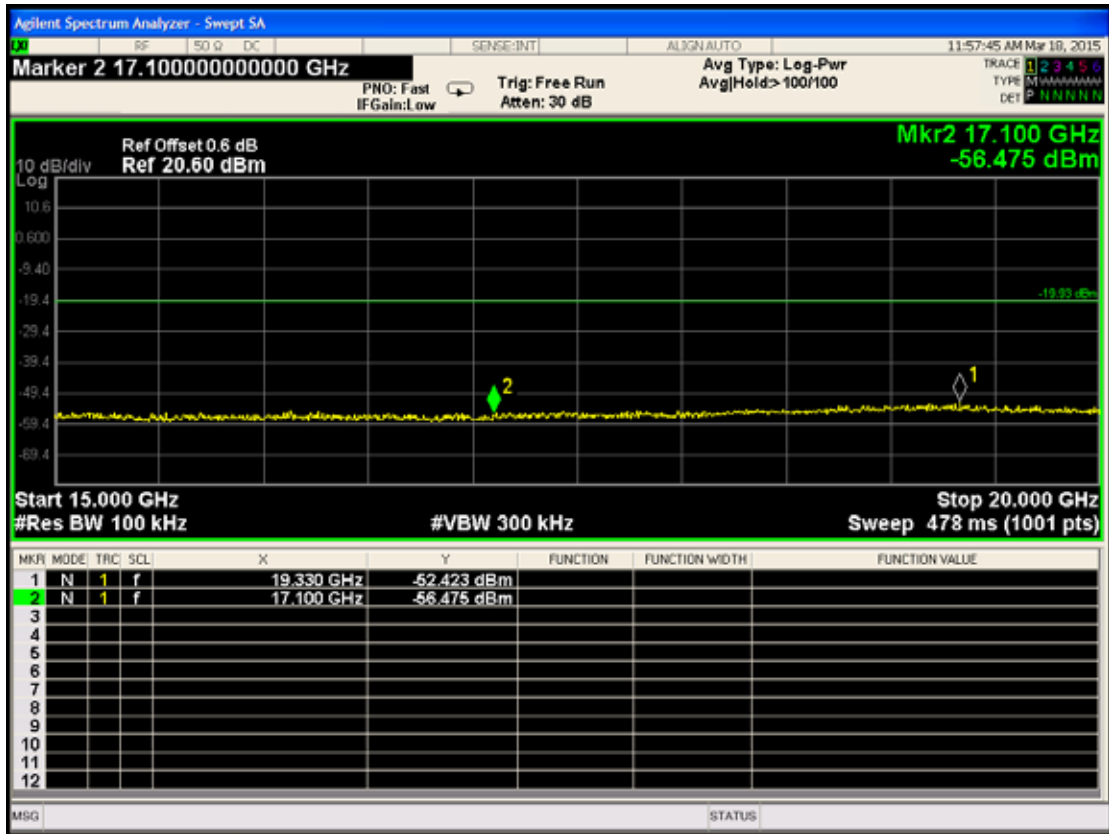 Agilent Spectrum Analyzer - Swept SA
RF 50 Ω DC SENSE:INT ALIGN AUTO 11:57:45 AM Mar 18, 2015
Marker 2 17.100000000000 GHz
PNO: Fast
IFGain:Low
Trig: Free Run
Atten: 30 dB
Avg Type: Log-Pwr
Avg|Hold:>100/100
TRACE 1 2 3 4 5 6
TYPE M
DET P N N N N N
Ref Offset 0.6 dB
10 dB/div Ref 20.60 dBm
Mkr2 17.100 GHz
-56.475 dBm
Log
10.6
0.600
-9.40
-19.4
-19.93 dBm
-29.4
-39.4
-49.4
-59.4
-69.4
2
1
Start 15.000 GHz Stop 20.000 GHz
#Res BW 100 kHz #VBW 300 kHz Sweep 478 ms (1001 pts)
MKR MODE TRC SCL X Y FUNCTION FUNCTION WIDTH FUNCTION VALUE
1 N 1 f 19.330 GHz -52.423 dBm
2 N 1 f 17.100 GHz -56.475 dBm
3
4
5
6
7
8
9
10
11
12
MSG STATUS